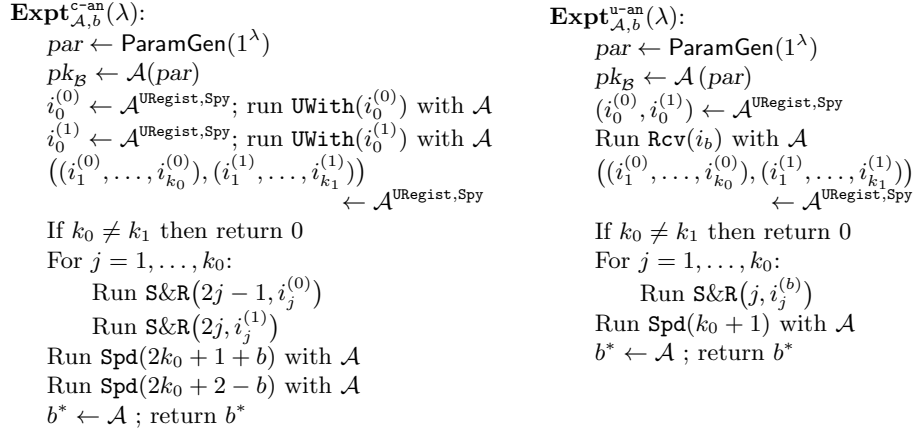 Expt^{c-an}_{𝒜,b}(λ):
par ← ParamGen(1^λ)
pk_ℬ ← 𝒜(par)
i_0^{(0)} ← 𝒜^{URegist,Spy}; run UWith(i_0^{(0)}) with 𝒜
i_0^{(1)} ← 𝒜^{URegist,Spy}; run UWith(i_0^{(1)}) with 𝒜
((i_1^{(0)}, …, i_{k_0}^{(0)}), (i_1^{(1)}, …, i_{k_1}^{(1)}))
← 𝒜^{URegist,Spy}
If k_0 ≠ k_1 then return 0
For j = 1, …, k_0:
Run S&R(2j − 1, i_j^{(0)})
Run S&R(2j, i_j^{(1)})
Run Spd(2k_0 + 1 + b) with 𝒜
Run Spd(2k_0 + 2 − b) with 𝒜
b^* ← 𝒜 ; return b^*
Expt^{u-an}_{𝒜,b}(λ):
par ← ParamGen(1^λ)
pk_ℬ ← 𝒜(par)
(i_0^{(0)}, i_0^{(1)}) ← 𝒜^{URegist,Spy}
Run Rcv(i_b) with 𝒜
((i_1^{(0)}, …, i_{k_0}^{(0)}), (i_1^{(1)}, …, i_{k_1}^{(1)}))
← 𝒜^{URegist,Spy}
If k_0 ≠ k_1 then return 0
For j = 1, …, k_0:
Run S&R(j, i_j^{(b)})
Run Spd(k_0 + 1) with 𝒜
b^* ← 𝒜 ; return b^*